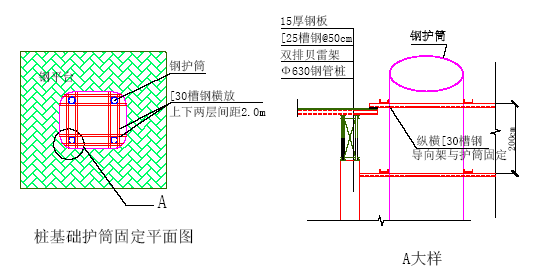 钢平台
钢护筒
[30槽钢横放
上下两层间距2.0m
A
桩基础护筒固定平面图
15厚钢板
[25槽钢@50cm
双排贝雷架
Φ630钢管桩
钢护筒
纵横[30槽钢
导向架与护筒固定
200cm
A大样